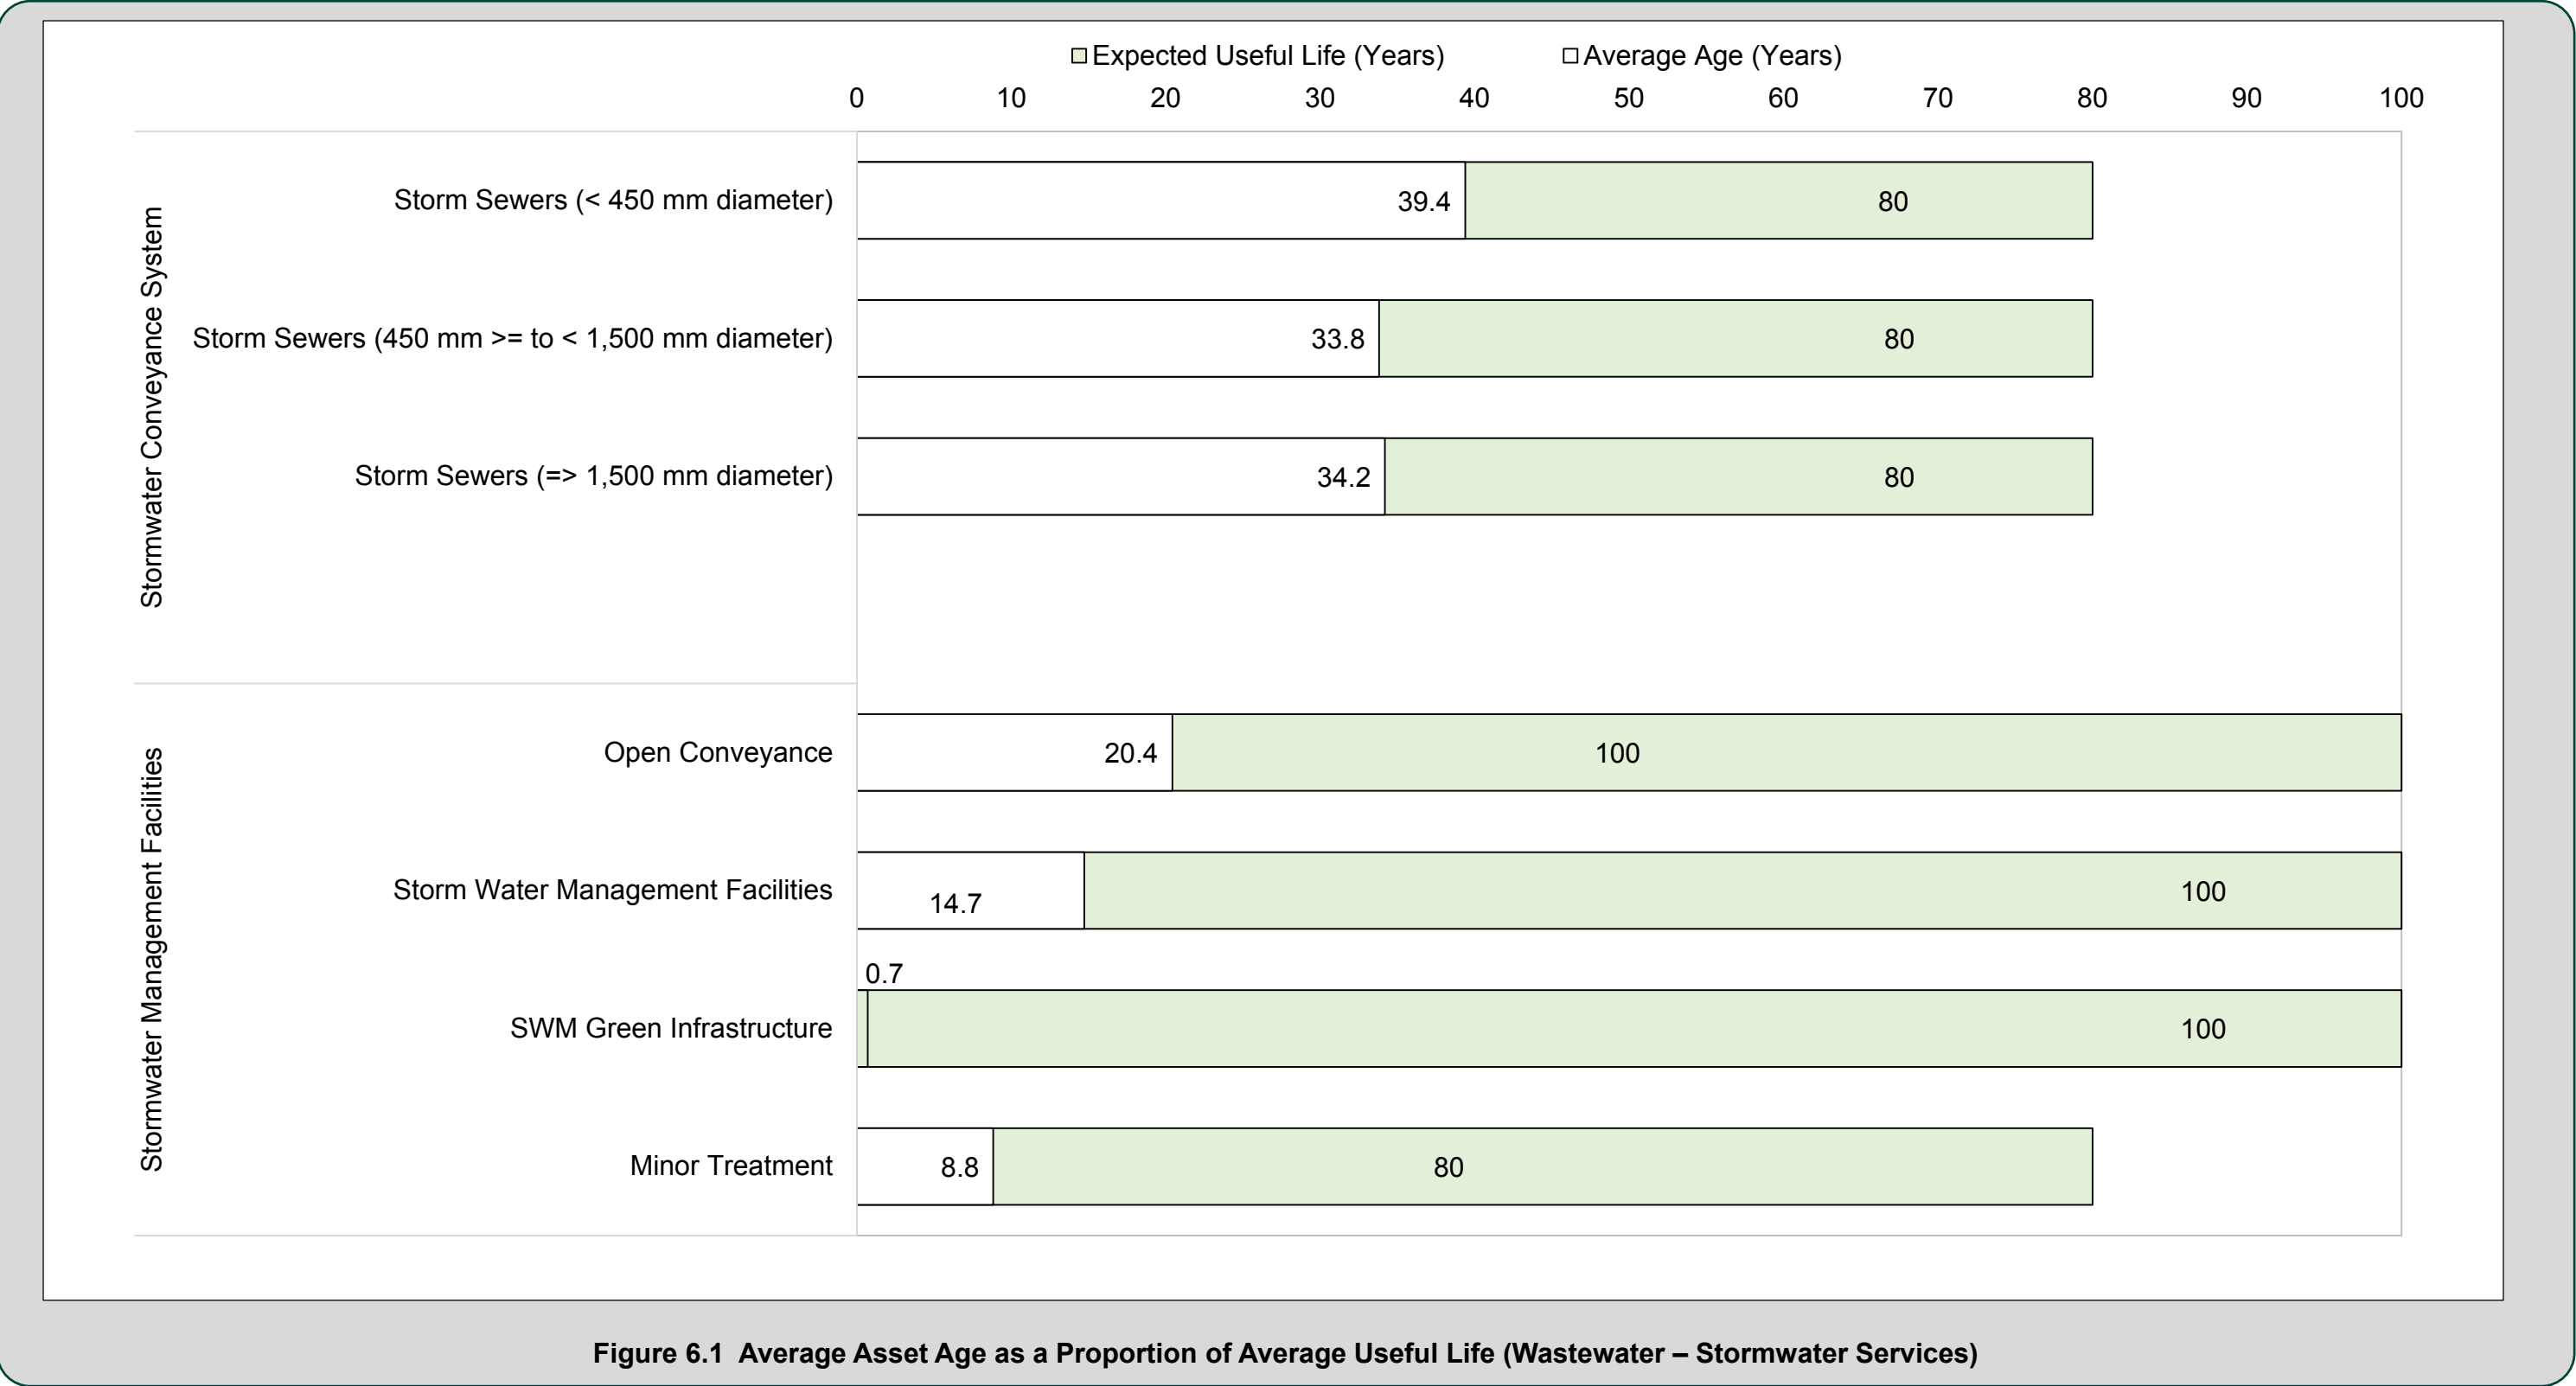 Expected Useful Life (Years) Average Age (Years)
0 10 20 30 40 50 60 70 80 90 100
Stormwater Conveyance System
Storm Sewers (< 450 mm diameter) 39.4 80
Storm Sewers (450 mm >= to < 1,500 mm diameter) 33.8 80
Storm Sewers (=> 1,500 mm diameter) 34.2 80
Stormwater Management Facilities
Open Conveyance 20.4 100
Storm Water Management Facilities 14.7 100
0.7
SWM Green Infrastructure 100
Minor Treatment 8.8 80
Figure 6.1 Average Asset Age as a Proportion of Average Useful Life (Wastewater – Stormwater Services)